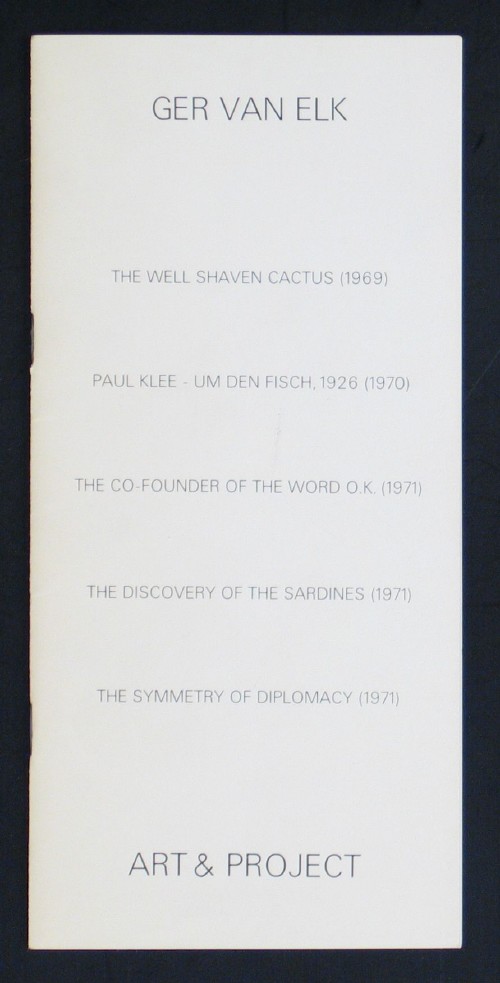 GER VAN ELK
THE WELL SHAVEN CACTUS (1969)
PAUL KLEE - UM DEN FISCH, 1926 (1970)
THE CO-FOUNDER OF THE WORD O.K. (1971)
THE DISCOVERY OF THE SARDINES (1971)
THE SYMMETRY OF DIPLOMACY (1971)
ART & PROJECT